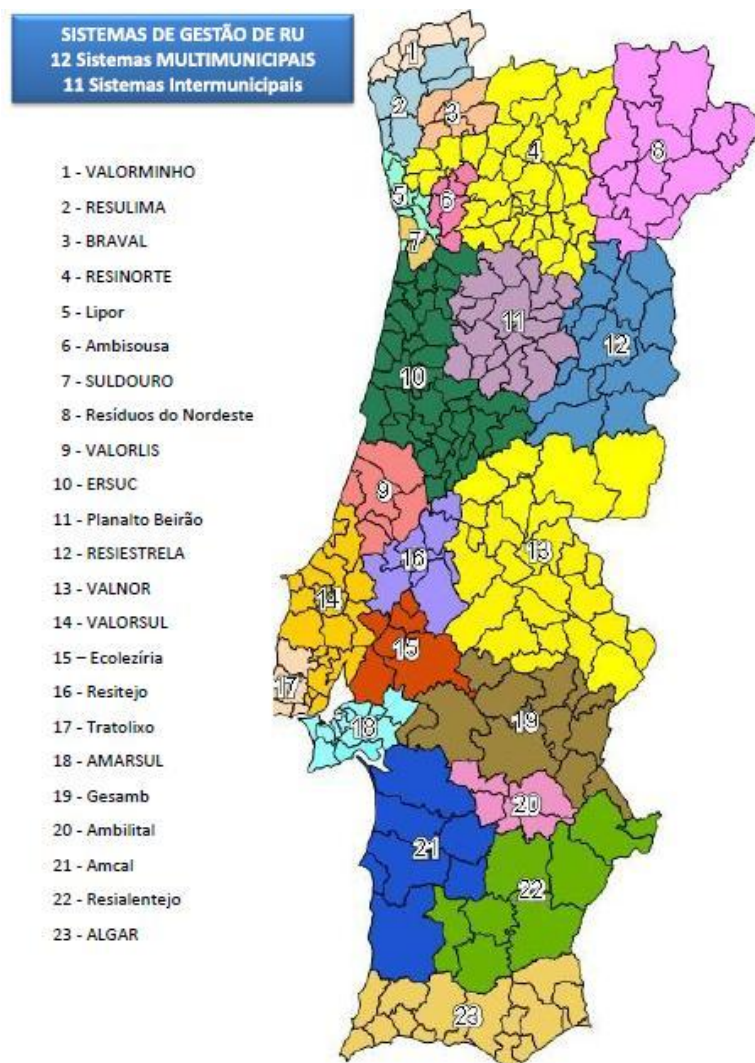 SISTEMAS DE GESTÃO DE RU
12 Sistemas MULTIMUNICIPAIS
11 Sistemas Intermunicipais
1 - VALORMINHO
2 - RESULIMA
3 - BRAVAL
4 - RESINORTE
5 - Lipor
6 - Ambisousa
7 - SULDOURO
8 - Resíduos do Nordeste
9 - VALORLIS
10 - ERSUC
11 - Planalto Beirão
12 - RESIESTRELA
13 - VALNOR
14 - VALORSUL
15 – Ecolezíria
16 - Resitejo
17 - Tratolixo
18 - AMARSUL
19 - Gesamb
20 - Ambilital
21 - Amcal
22 - Resialentejo
23 - ALGAR
1
2
3
4
8
5
6
7
11
12
10
9
13
16
14
15
17
18
19
20
21
22
23